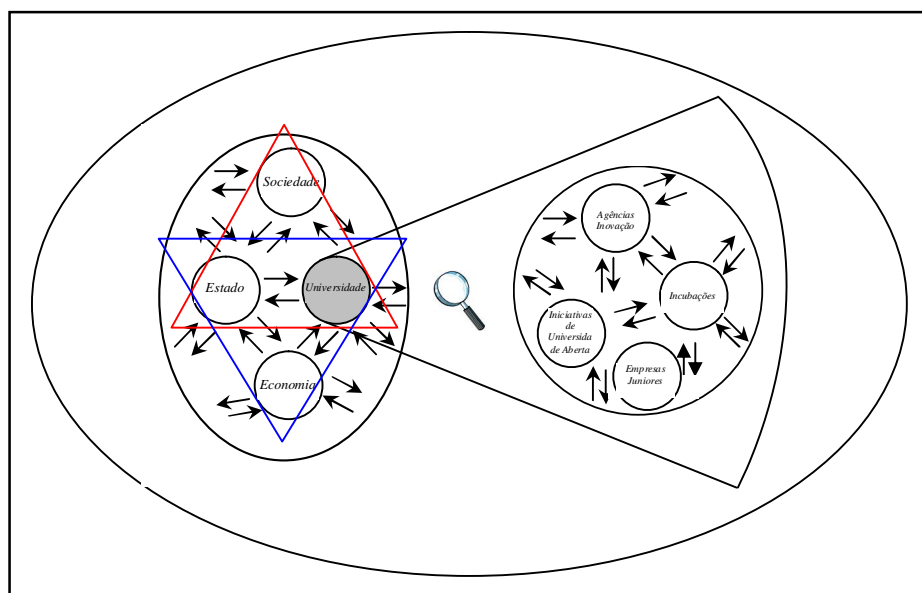 Sociedade
Estado
Universidade
Economia
Agências
Inovação
Incubações
Iniciativas
de
Universida
de Aberta
Empresas
Juniores